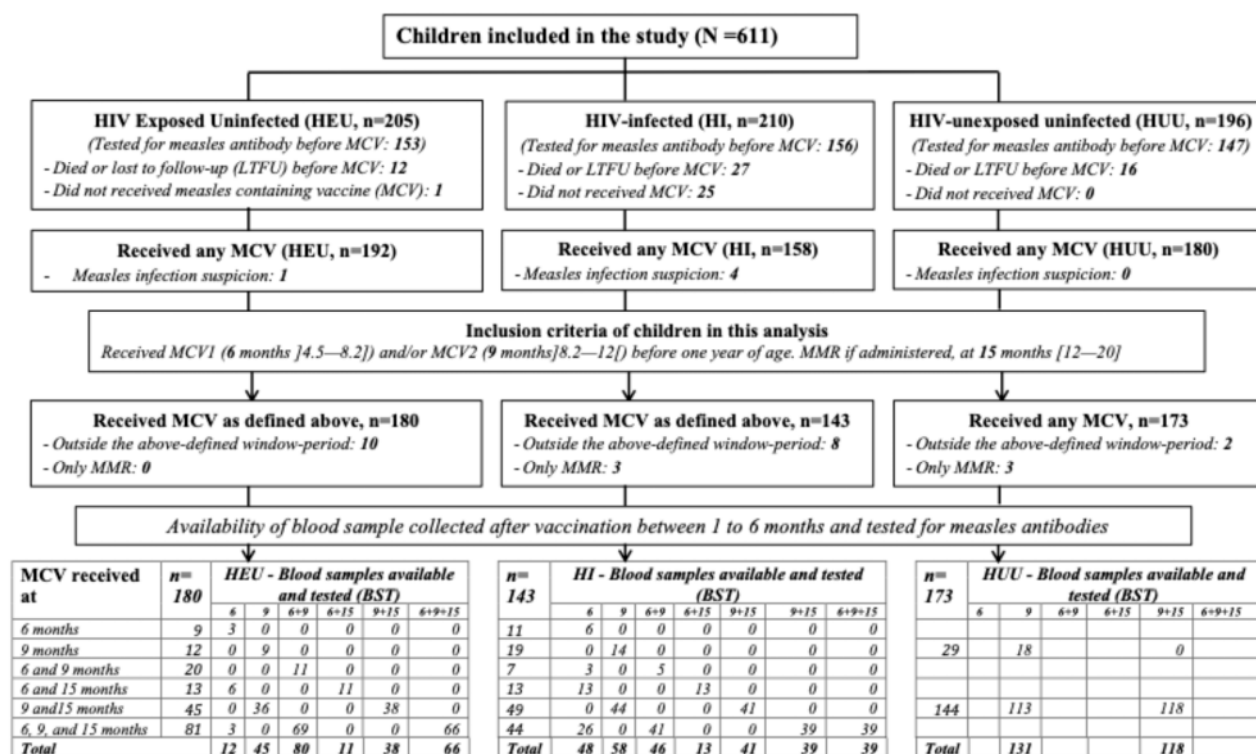 Children included in the study (N =611)
HIV Exposed Uninfected (HEU, n=205)
(Tested for measles antibody before MCV: 153)
- Died or lost to follow-up (LTFU) before MCV: 12
- Did not received measles containing vaccine (MCV): 1
HIV-infected (HI, n=210)
(Tested for measles antibody before MCV: 156)
- Died or LTFU before MCV: 27
- Did not received MCV: 25
HIV-unexposed uninfected (HUU, n=196)
(Tested for measles antibody before MCV: 147)
- Died or LTFU before MCV: 16
- Did not received MCV: 0
Received any MCV (HEU, n=192)
- Measles infection suspicion: 1
Received any MCV (HI, n=158)
- Measles infection suspicion: 4
Received any MCV (HUU, n=180)
- Measles infection suspicion: 0
Inclusion criteria of children in this analysis
Received MCV1 (6 months ]4.5—8.2]) and/or MCV2 (9 months]8.2—12[) before one year of age. MMR if administered, at 15 months [12—20]
Received MCV as defined above, n=180
- Outside the above-defined window-period: 10
- Only MMR: 0
Received MCV as defined above, n=143
- Outside the above-defined window-period: 8
- Only MMR: 3
Received any MCV, n=173
- Outside the above-defined window-period: 2
- Only MMR: 3
Availability of blood sample collected after vaccination between 1 to 6 months and tested for measles antibodies
MCV received at n= 180 HEU - Blood samples available and tested (BST)
6 9 6+9 6+15 9+15 6+9+15
6 months 9 3 0 0 0 0 0
9 months 12 0 9 0 0 0 0
6 and 9 months 20 0 0 11 0 0 0
6 and 15 months 13 6 0 0 11 0 0
9 and15 months 45 0 36 0 0 38 0
6, 9, and 15 months 81 3 0 69 0 0 66
Total 12 45 80 11 38 66
n= 143 HI - Blood samples available and tested (BST)
6 9 6+9 6+15 9+15 9+15 6+9+15
11 6 0 0 0 0 0 0
19 0 14 0 0 0 0 0
7 3 0 5 0 0 0 0
13 13 0 0 13 0 0 0
49 0 44 0 0 41 0 0
44 26 0 41 0 0 39 39
Total 48 58 46 13 41 39 39
n= 173 HUU - Blood samples available and tested (BST)
6 9 6+9 6+15 9+15 6+9+15
29 18 0
144 113 118
Total 131 118